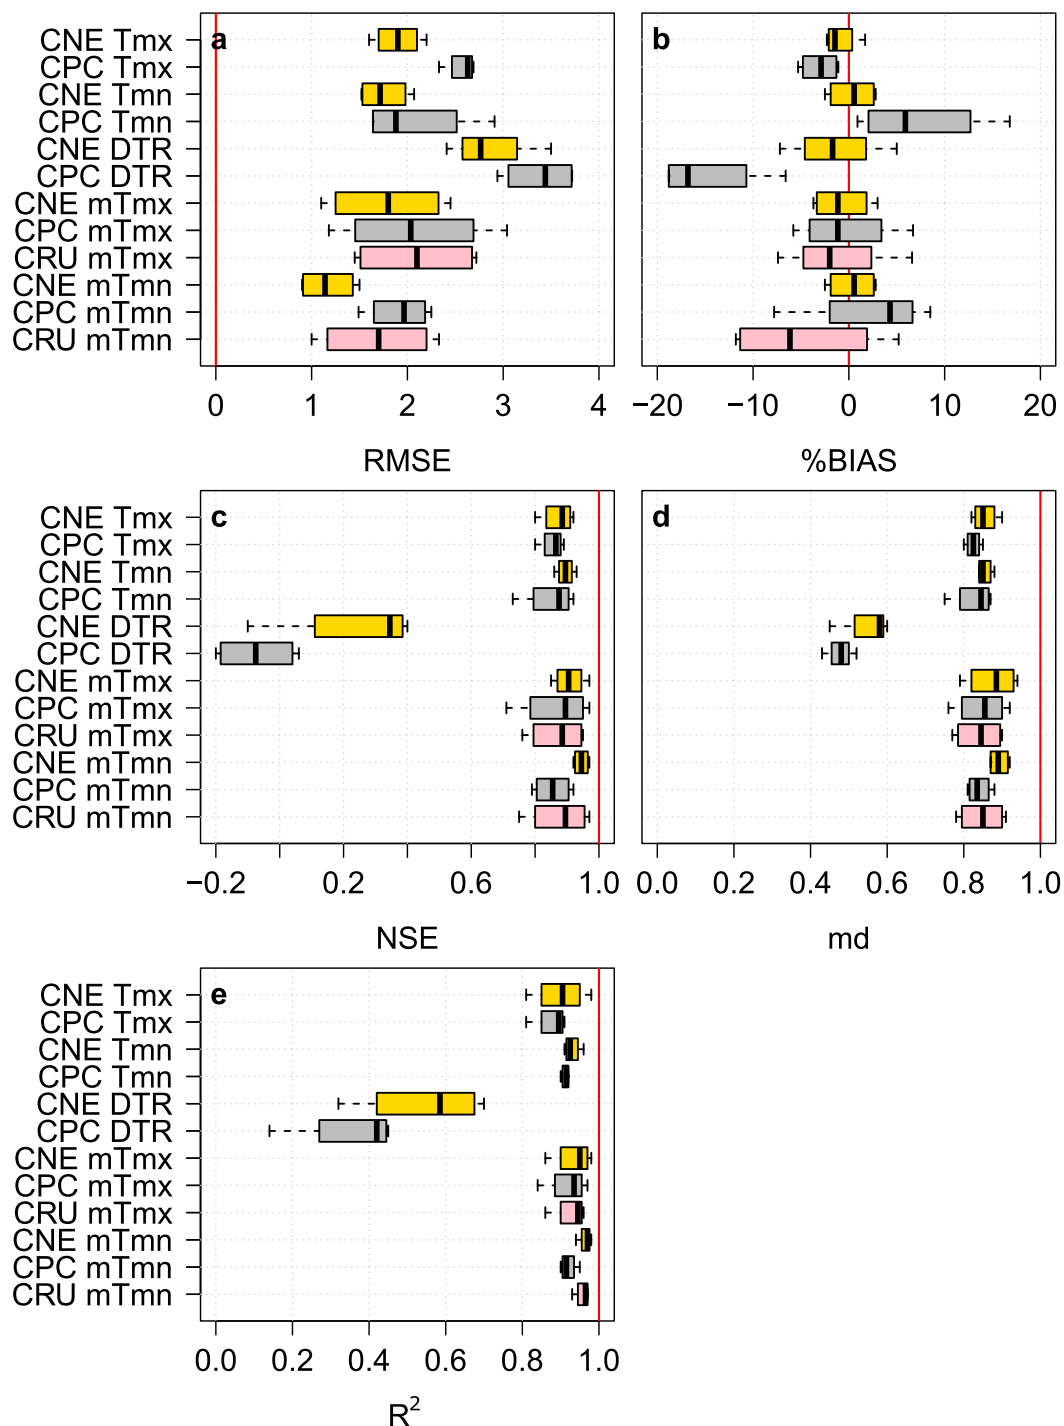 a
CNE Tmx
CPC Tmx
CNE Tmn
CPC Tmn
CNE DTR
CPC DTR
CNE mTmx
CPC mTmx
CRU mTmx
CNE mTmn
CPC mTmn
CRU mTmn
0 1 2 3 4
RMSE
b
−20 −10 0 10 20
%BIAS
c
CNE Tmx
CPC Tmx
CNE Tmn
CPC Tmn
CNE DTR
CPC DTR
CNE mTmx
CPC mTmx
CRU mTmx
CNE mTmn
CPC mTmn
CRU mTmn
−0.2 0.2 0.6 1.0
NSE
d
0.0 0.2 0.4 0.6 0.8 1.0
md
e
CNE Tmx
CPC Tmx
CNE Tmn
CPC Tmn
CNE DTR
CPC DTR
CNE mTmx
CPC mTmx
CRU mTmx
CNE mTmn
CPC mTmn
CRU mTmn
0.0 0.2 0.4 0.6 0.8 1.0
R²